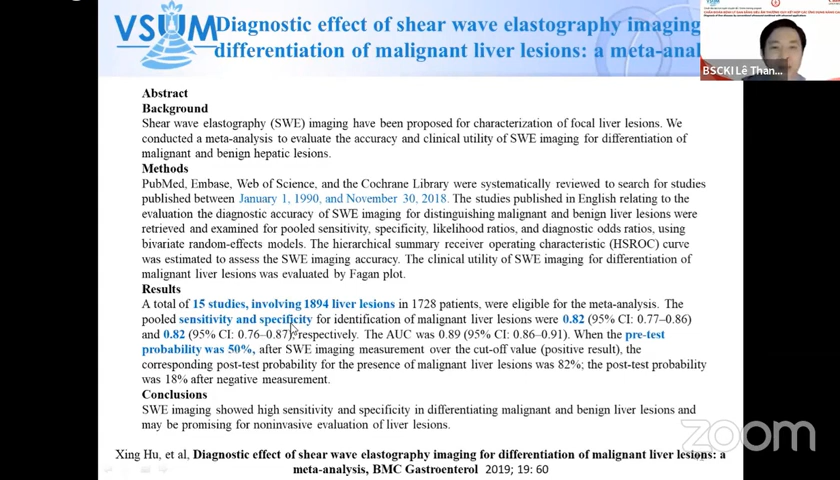 VSUM
Diagnostic effect of shear wave elastography imaging
differentiation of malignant liver lesions: a meta-anal
BSCKI Lê Than...
Abstract
Background
Shear wave elastography (SWE) imaging have been proposed for characterization of focal liver lesions. We
conducted a meta-analysis to evaluate the accuracy and clinical utility of SWE imaging for differentiation of
malignant and benign hepatic lesions.
Methods
PubMed, Embase, Web of Science, and the Cochrane Library were systematically reviewed to search for studies
published between January 1, 1990, and November 30, 2018. The studies published in English relating to the
evaluation the diagnostic accuracy of SWE imaging for distinguishing malignant and benign liver lesions were
retrieved and examined for pooled sensitivity, specificity, likelihood ratios, and diagnostic odds ratios, using
bivariate random-effects models. The hierarchical summary receiver operating characteristic (HSROC) curve
was estimated to assess the SWE imaging accuracy. The clinical utility of SWE imaging for differentiation of
malignant liver lesions was evaluated by Fagan plot.
Results
A total of 15 studies, involving 1894 liver lesions in 1728 patients, were eligible for the meta-analysis. The
pooled sensitivity and specificity for identification of malignant liver lesions were 0.82 (95% CI: 0.77–0.86)
and 0.82 (95% CI: 0.76–0.87), respectively. The AUC was 0.89 (95% CI: 0.86–0.91). When the pre-test
probability was 50%, after SWE imaging measurement over the cut-off value (positive result), the
corresponding post-test probability for the presence of malignant liver lesions was 82%; the post-test probability
was 18% after negative measurement.
Conclusions
SWE imaging showed high sensitivity and specificity in differentiating malignant and benign liver lesions and
may be promising for noninvasive evaluation of liver lesions.
zoom
Xing Hu, et al, Diagnostic effect of shear wave elastography imaging for differentiation of malignant liver lesions: a
meta-analysis, BMC Gastroenterol 2019; 19: 60